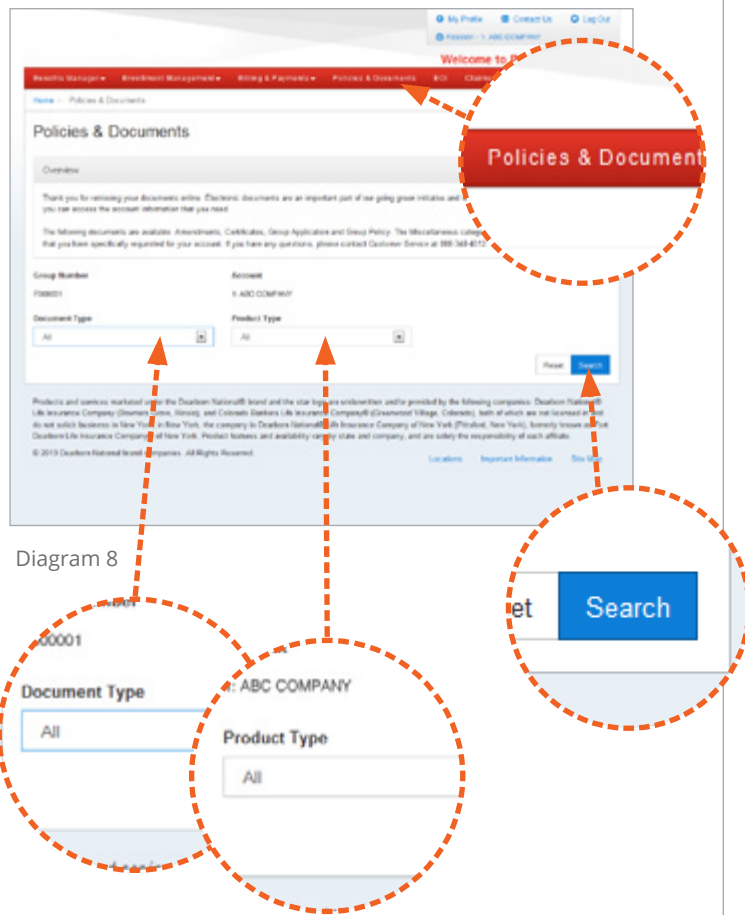 My Profile Contact Us Log Out
1: ABC COMPANY
Welcome to
Benefits Manager Enrollment Management Billing & Payments Policies & Documents EOI Claims
Home Policies & Documents
Policies & Documents
Policies & Document
Overview
Thank you for retrieving your documents online. Electronic documents are an important part of our going green initiative and
you can access the account information that you need.
The following documents are available: Amendments, Certificates, Group Application and Group Policy. The Miscellaneous
that you have specifically requested for your account. If you have any questions, please contact Customer Service at
Group Number Account
1: ABC COMPANY
Document Type Product Type
All All
Reset Search
Products and services marketed under the Dearborn National® brand and the star logo are underwritten and/or provided by the following companies: Dearborn National®
Life Insurance Company (Downers Grove, Illinois), and Colorado Bankers Life Insurance Company® (Greenwood Village, Colorado), both of which are not licensed in and
do not solicit business in New York. In New York, the company is Dearborn National® Life Insurance Company of New York (Pittsford, New York), formerly known as Fort
Dearborn Life Insurance Company of New York. Product features and availability vary by state and company, and are solely the responsibility of each affiliate.
© 2013 Dearborn National brand companies. All Rights Reserved.
Locations Important Information Site Map
Diagram 8
et Search
00001
Document Type
All
1: ABC COMPANY
Product Type
All